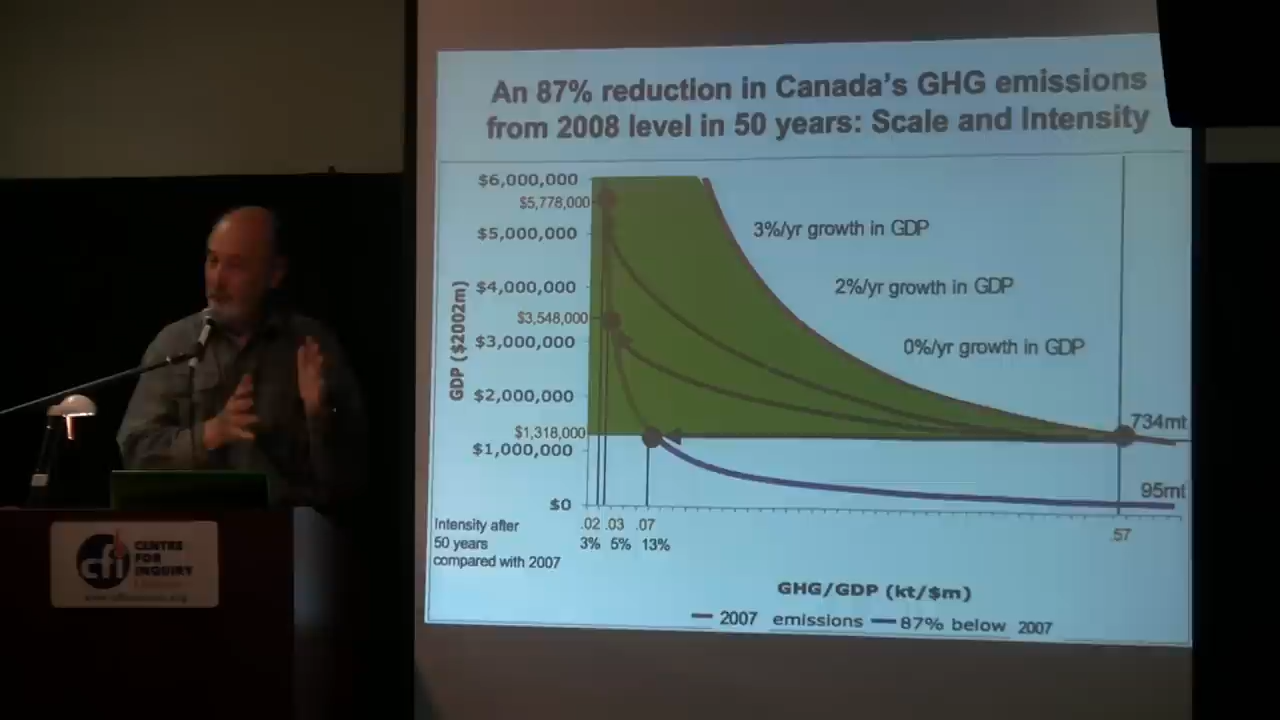 An 87% reduction in Canada's GHG emissions
from 2008 level in 50 years: Scale and Intensity
$6,000,000
$5,778,000
$5,000,000
$4,000,000
$3,548,000
$3,000,000
$2,000,000
$1,318,000
$1,000,000
$0
GDP ($2002m)
3%/yr growth in GDP
2%/yr growth in GDP
0%/yr growth in GDP
734mt
95mt
Intensity after
50 years
compared with 2007
.02 .03 .07
3% 5% 13%
.57
GHG/GDP (kt/$m)
2007 emissions 87% below 2007
cfi
CENTRE
FOR
INQUIRY